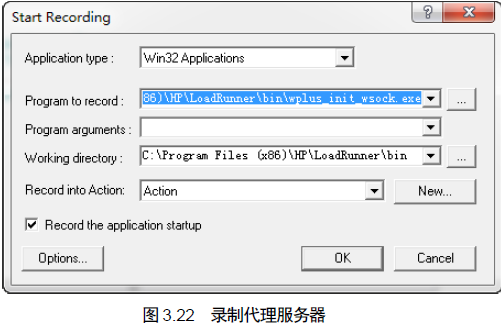 Start Recording
Application type :
Win32 Applications
Program to record :
86)\HP\LoadRunner\bin\wplus_init_wsock.exe
...
Program arguments :
Working directory :
C:\Program Files (x86)\HP\LoadRunner\bin
...
Record into Action:
Action
New...
Record the application startup
Options...
OK
Cancel
图 3.22 录制代理服务器